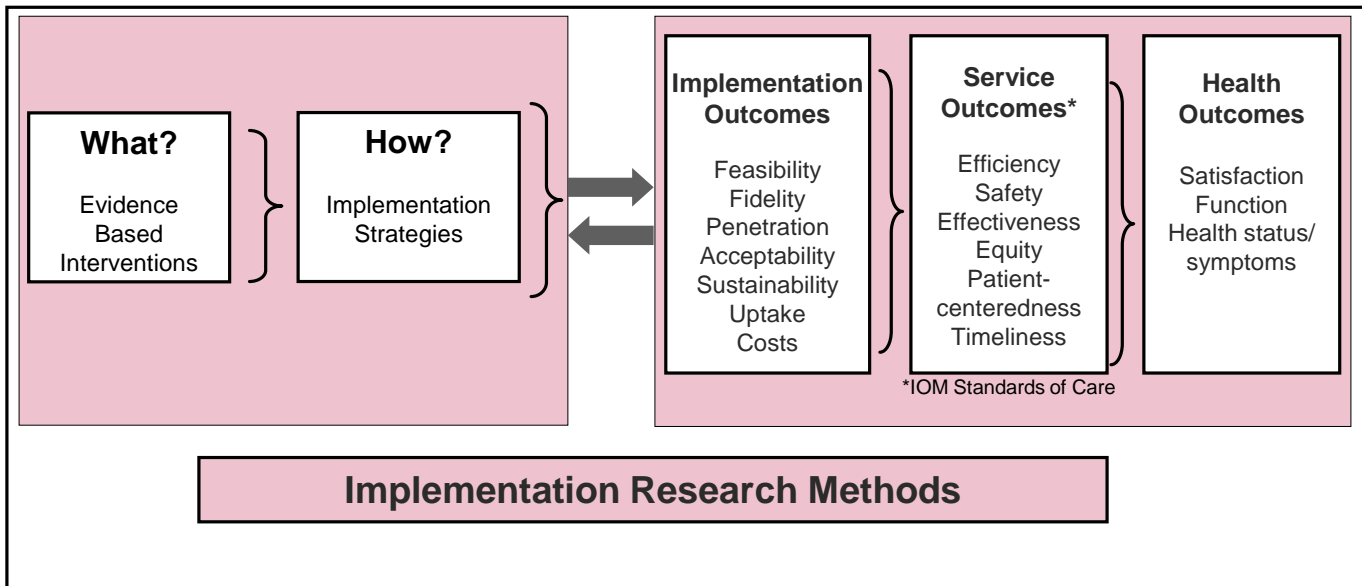 What?
Evidence
Based
Interventions
How?
Implementation
Strategies
Implementation
Outcomes
Feasibility
Fidelity
Penetration
Acceptability
Sustainability
Uptake
Costs
Service
Outcomes*
Efficiency
Safety
Effectiveness
Equity
Patient-
centeredness
Timeliness
*IOM Standards of Care
Health
Outcomes
Satisfaction
Function
Health status/
symptoms
Implementation Research Methods